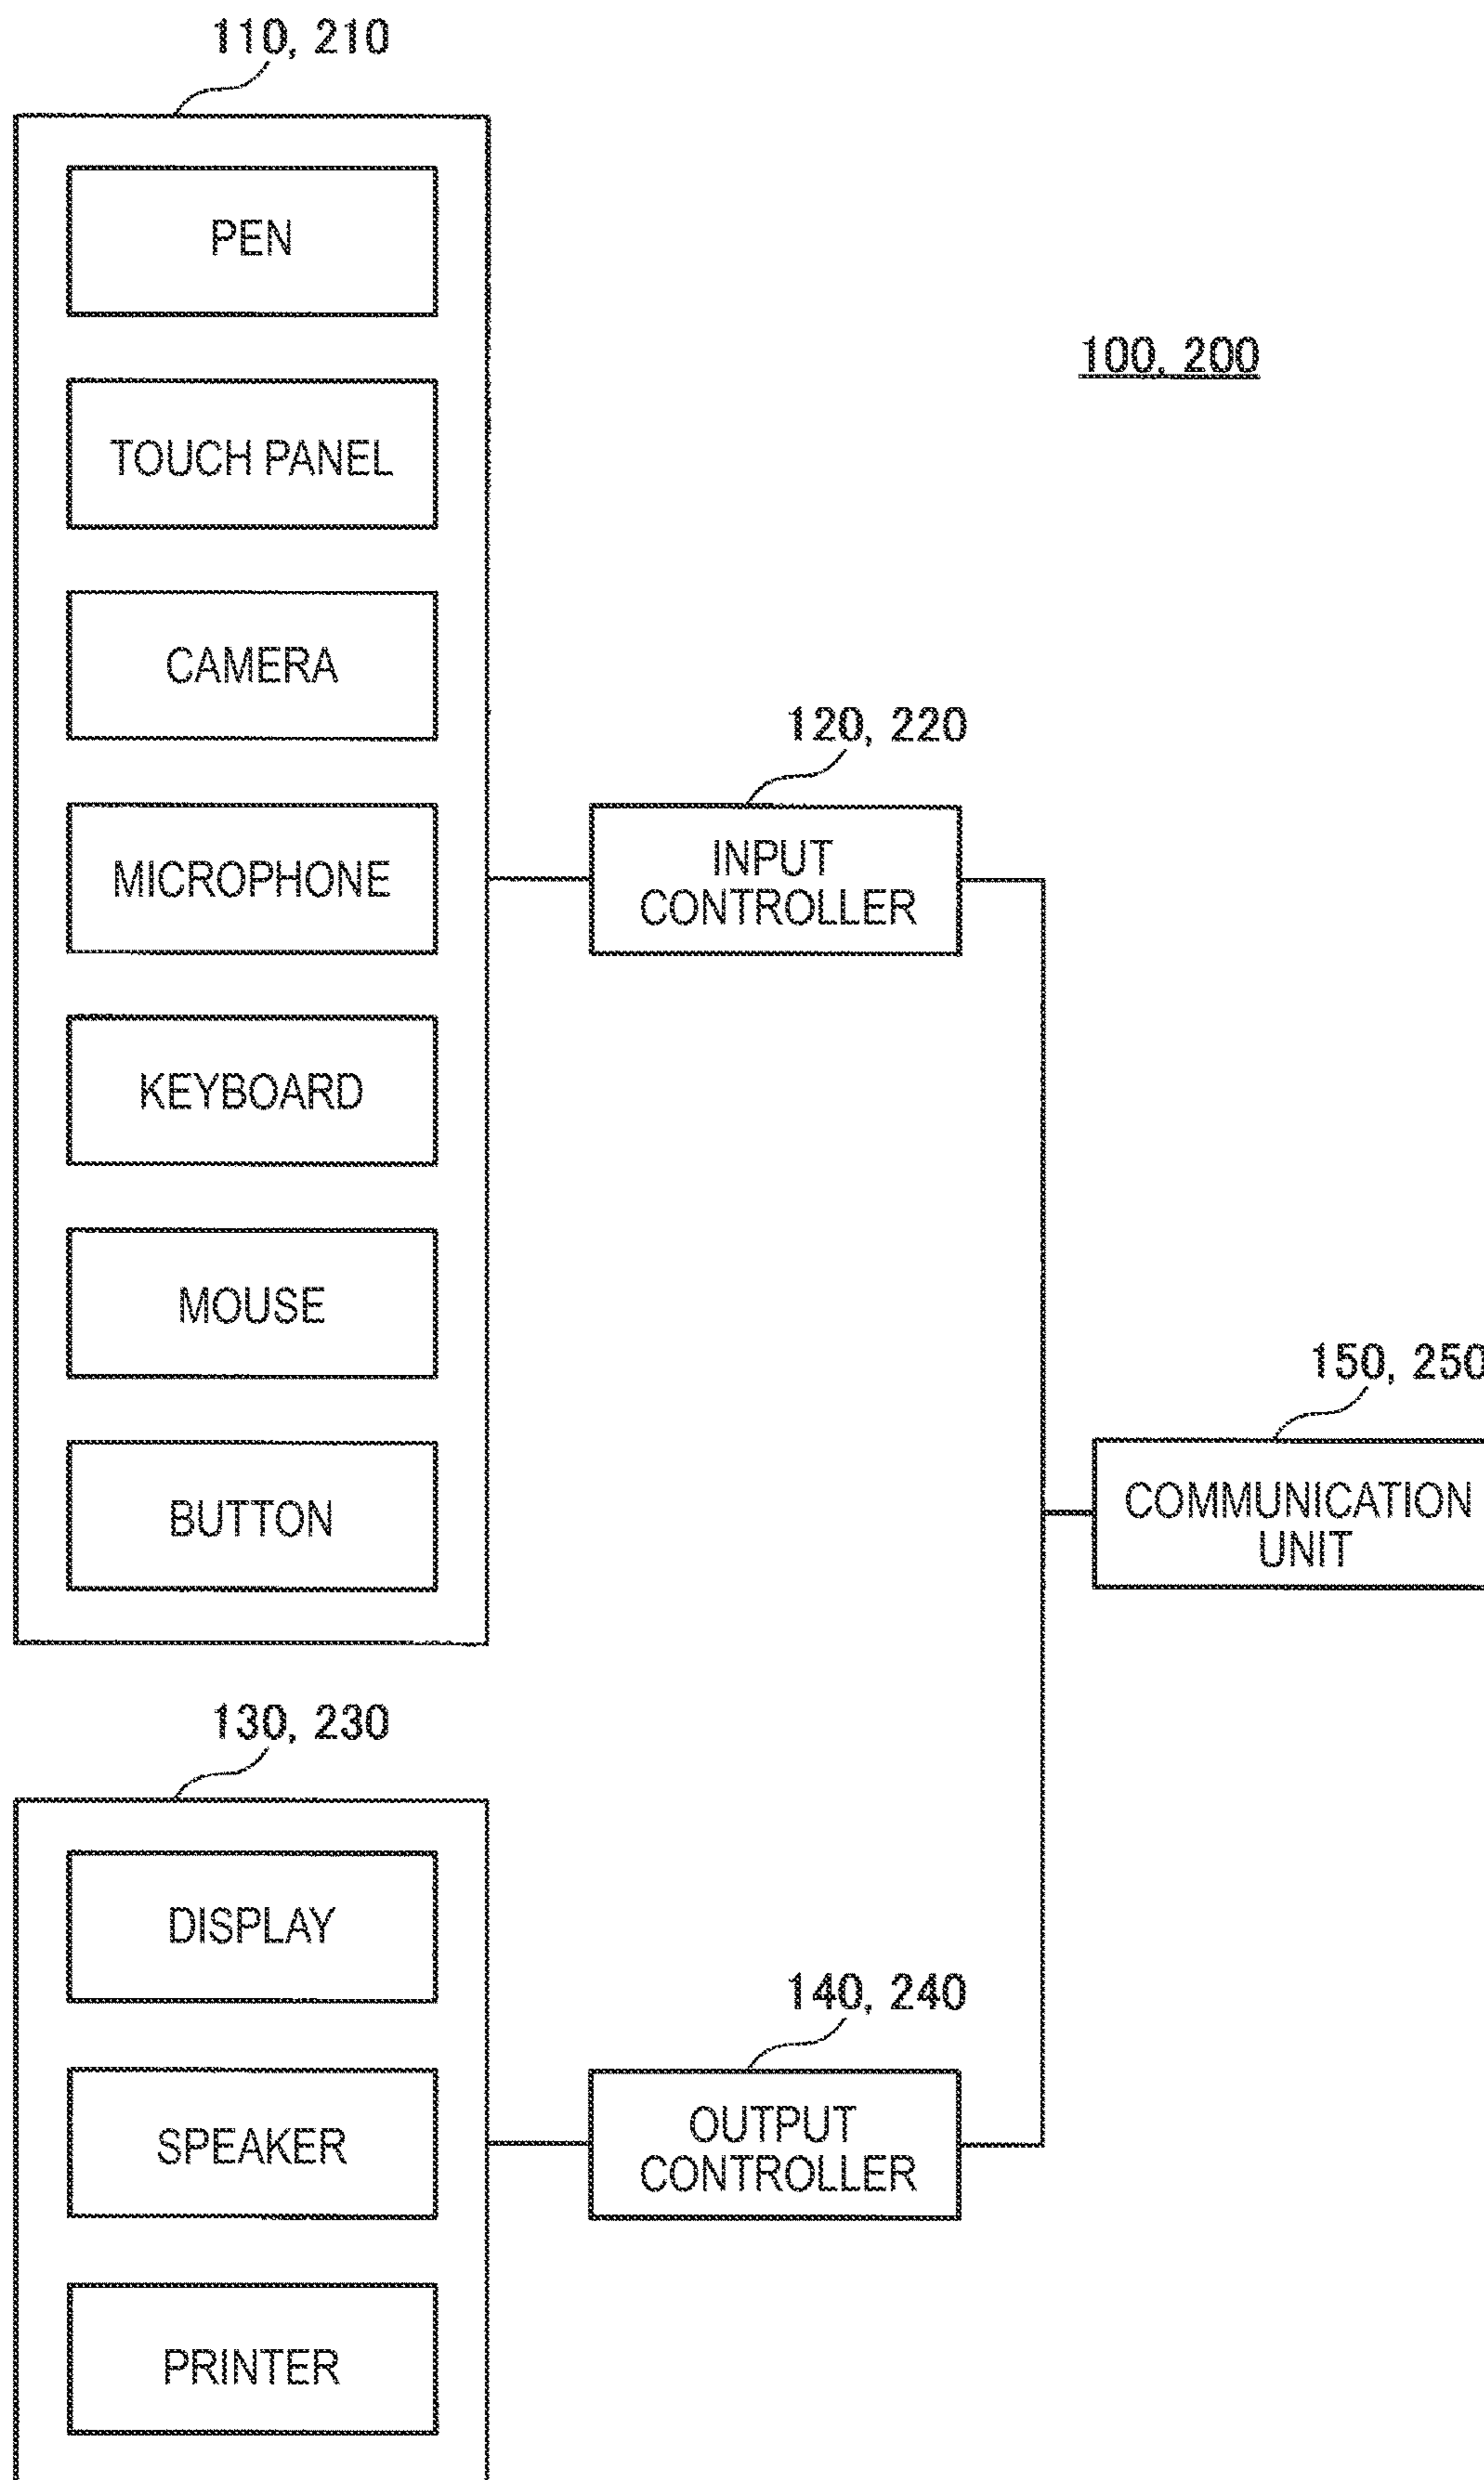 110, 210
PEN
100, 200
TOUCH PANEL
CAMERA
120, 220
MICROPHONE
INPUT
CONTROLLER
KEYBOARD
MOUSE
150, 250
BUTTON
COMMUNICATION
UNIT
130, 230
DISPLAY
140, 240
SPEAKER
OUTPUT
CONTROLLER
PRINTER